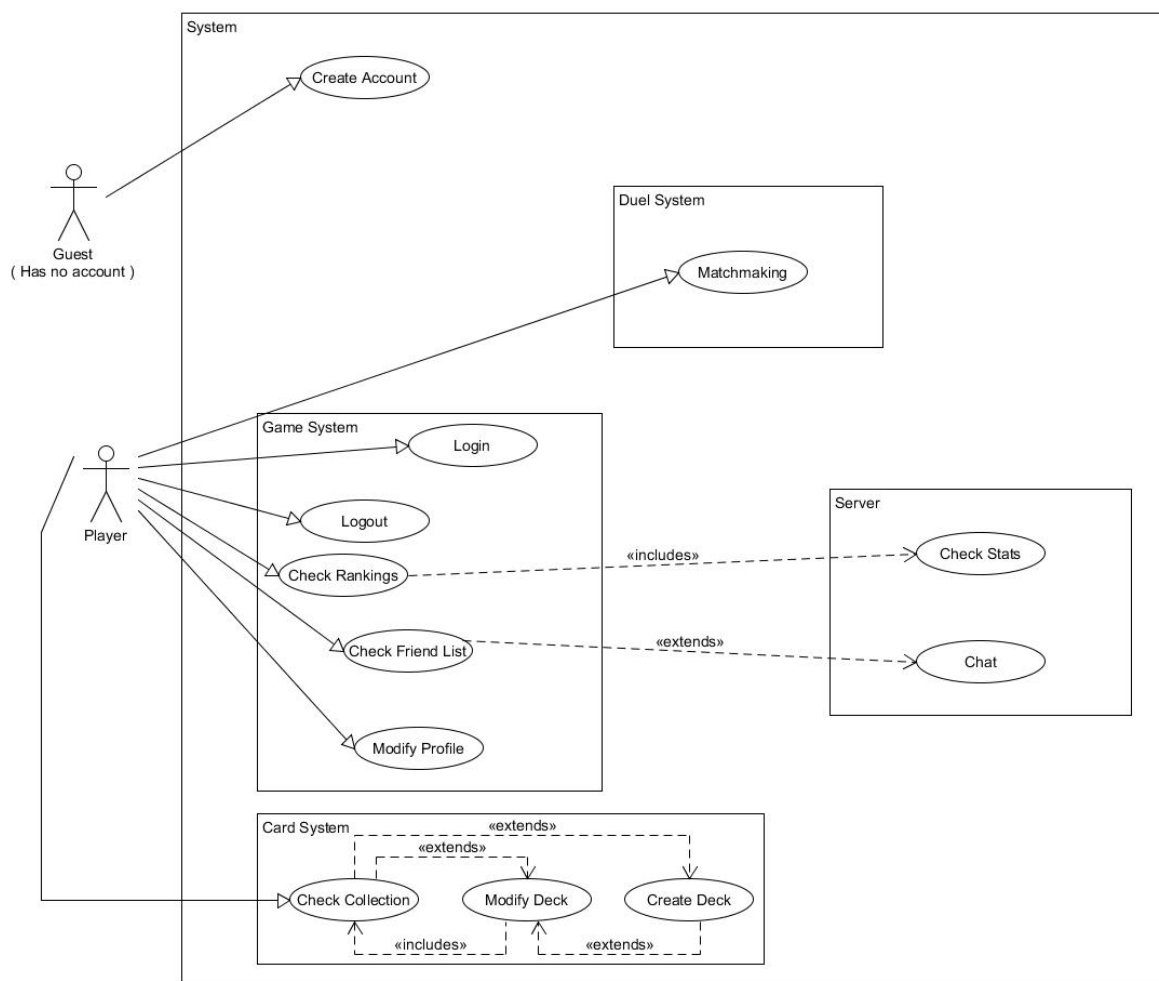 System
Create Account
Guest
( Has no account )
Duel System
Matchmaking
Game System
Login
Player
Logout
Check Rankings
«includes»
Server
Check Stats
Check Friend List
«extends»
Chat
Modify Profile
Card System
«extends»
«extends»
Check Collection
Modify Deck
Create Deck
«includes»
«extends»